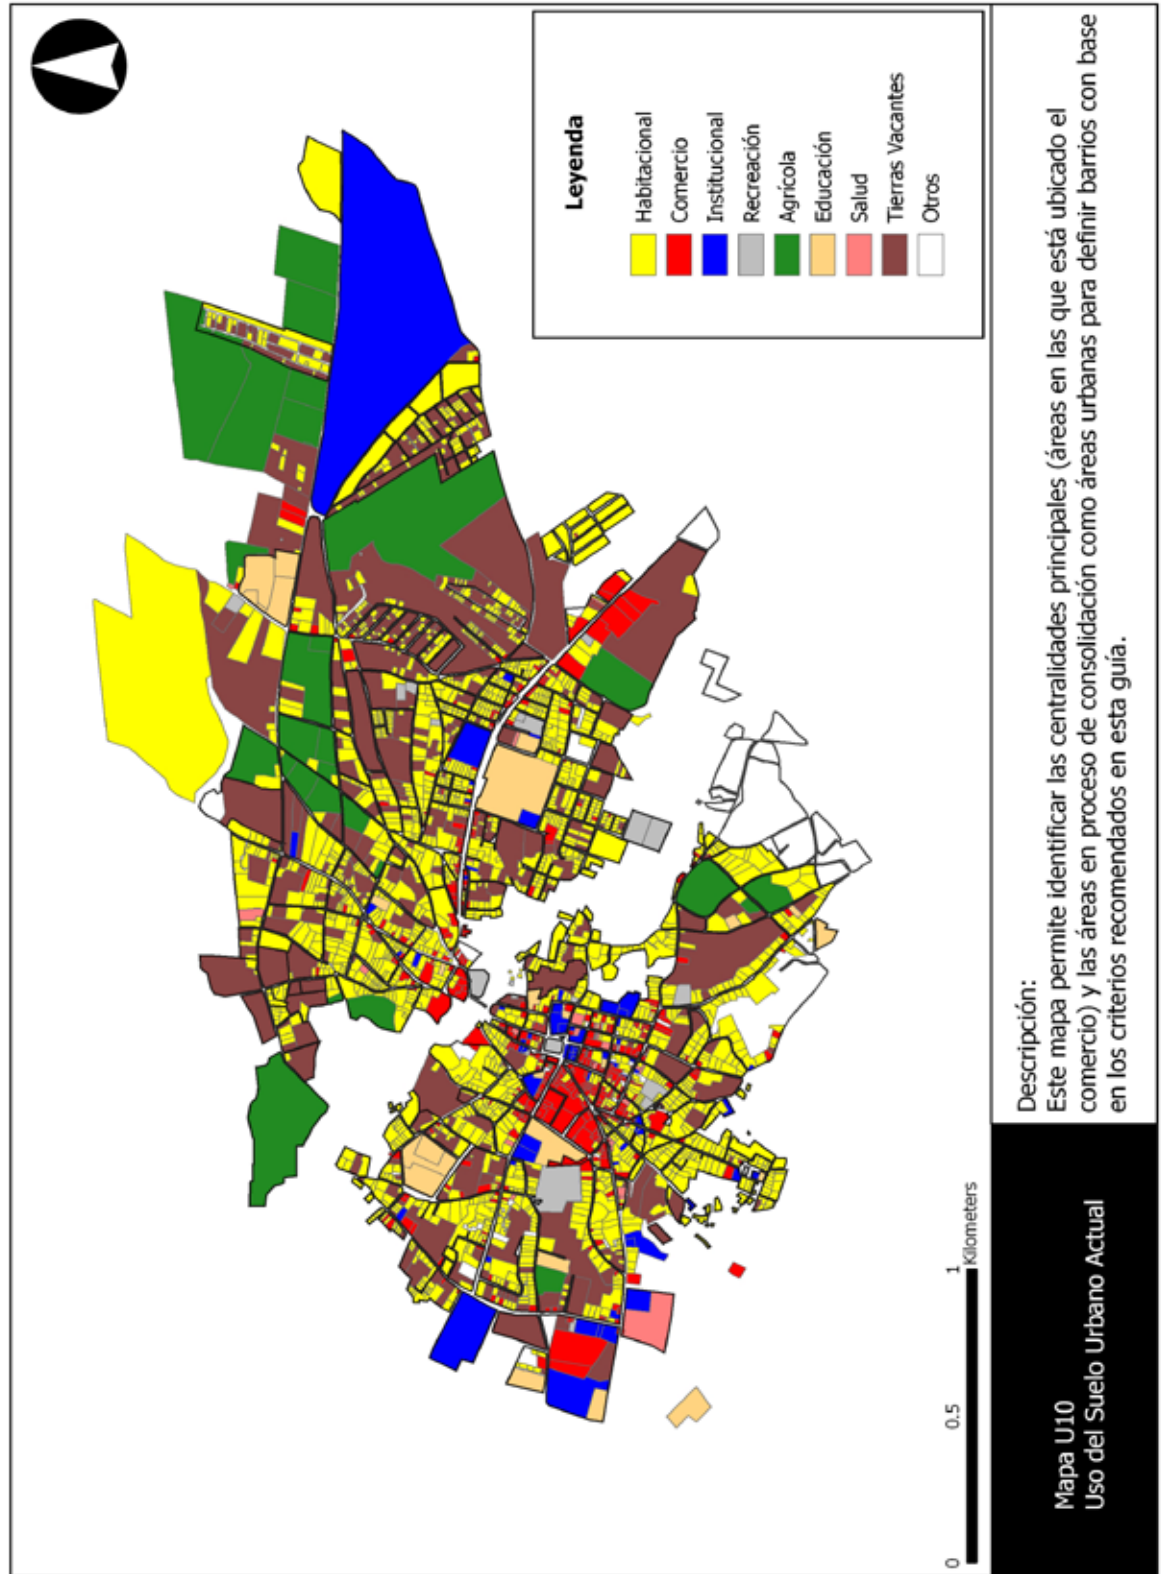 Leyenda
Habitacional
Comercio
Institucional
Recreación
Agrícola
Educación
Salud
Tierras Vacantes
Otros
0 0.5 1
Kilometers
Mapa U10
Uso del Suelo Urbano Actual
Descripción:
Este mapa permite identificar las centralidades principales (áreas en las que está ubicado el
comercio) y las áreas en proceso de consolidación como áreas urbanas para definir barrios con base
en los criterios recomendados en esta guía.